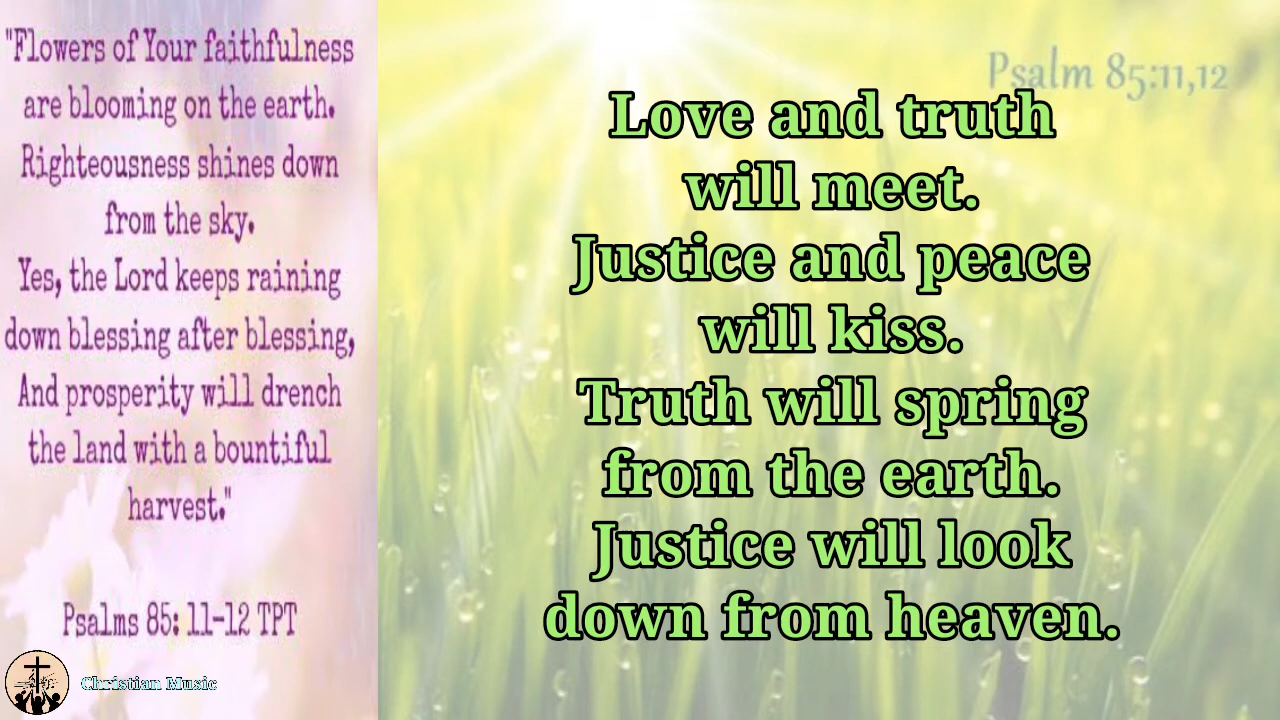 "Flowers of Your faithfulness
are blooming on the earth.
Righteousness shines down
from the sky.
Yes, the Lord keeps raining
down blessing after blessing,
And prosperity will drench
the land with a bountiful
harvest."
Psalms 85: 11-12 TPT
Christian Music
Psalm 85:11,12
Love and truth
will meet.
Justice and peace
will kiss.
Truth will spring
from the earth.
Justice will look
down from heaven.